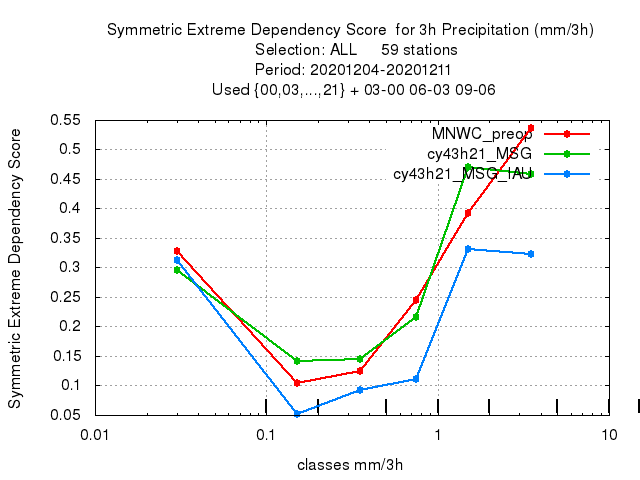 Symmetric Extreme Dependency Score  for 3h Precipitation (mm/3h)
Selection: ALL     59 stations
Period: 20201204-20201211
Used {00,03,...,21} + 03-00 06-03 09-06
MNWC_preop
cy43h21_MSG
cy43h21_MSG_IAU
Symmetric Extreme Dependency Score
0.55
0.5
0.45
0.4
0.35
0.3
0.25
0.2
0.15
0.1
0.05
0.01
0.1
1
10
classes mm/3h